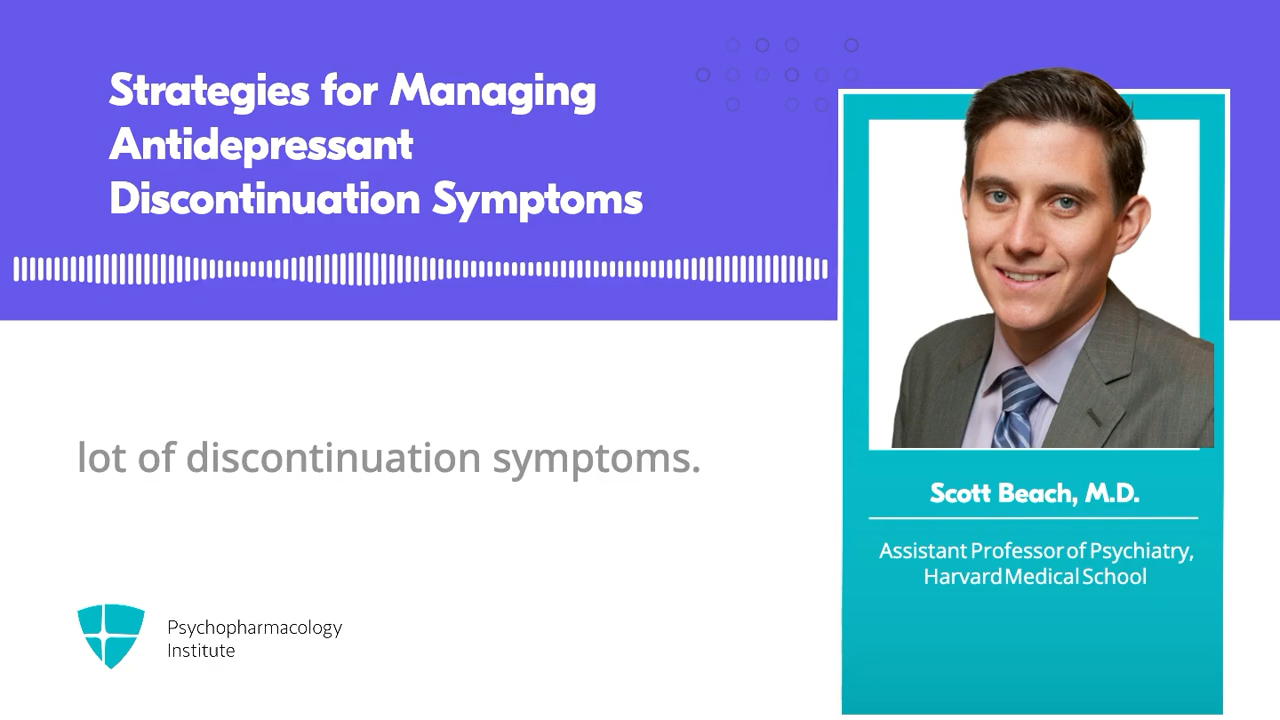 Strategies for Managing
Antidepressant
Discontinuation Symptoms
lot of discontinuation symptoms.
Scott Beach, M.D.
Assistant Professor of Psychiatry,
Harvard Medical School
Psychopharmacology
Institute